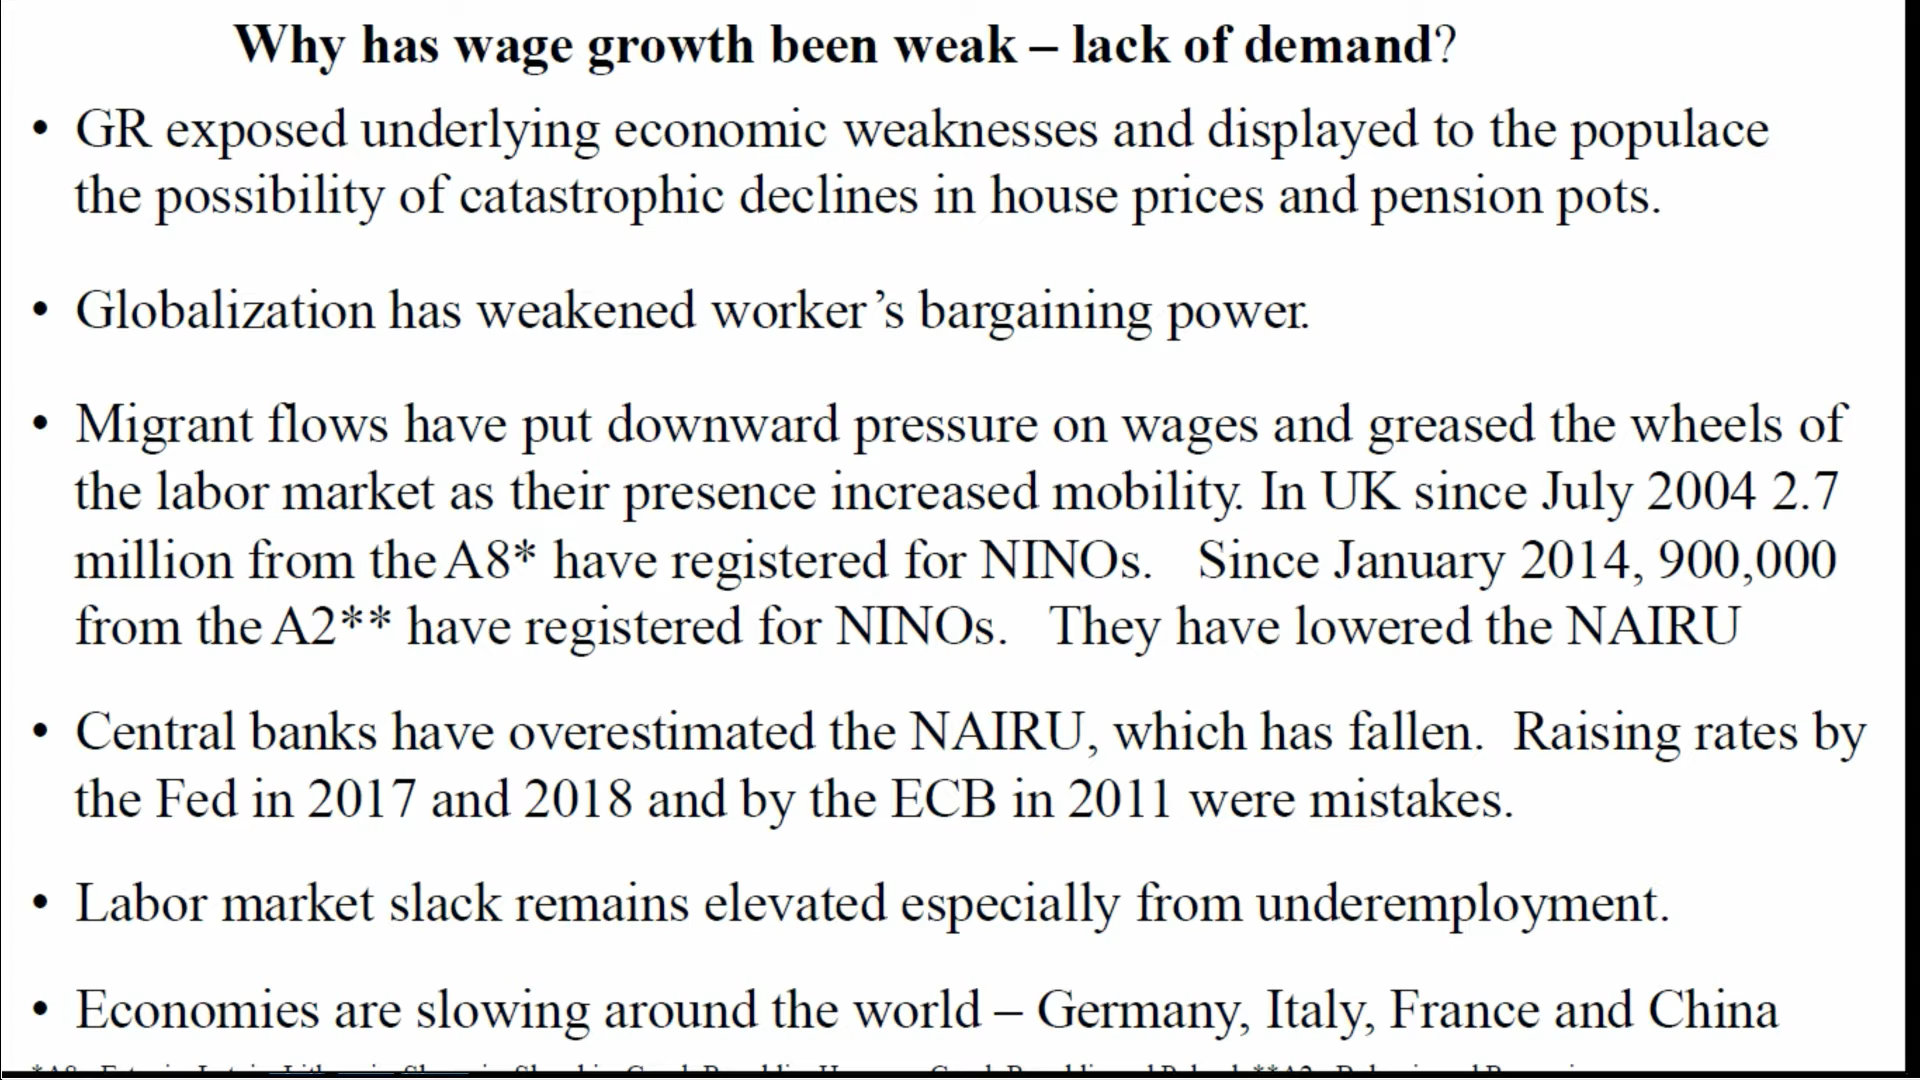 Why has wage growth been weak – lack of demand?
• GR exposed underlying economic weaknesses and displayed to the populace
the possibility of catastrophic declines in house prices and pension pots.
• Globalization has weakened worker’s bargaining power.
• Migrant flows have put downward pressure on wages and greased the wheels of
the labor market as their presence increased mobility. In UK since July 2004 2.7
million from the A8* have registered for NINOs. Since January 2014, 900,000
from the A2** have registered for NINOs. They have lowered the NAIRU
• Central banks have overestimated the NAIRU, which has fallen. Raising rates by
the Fed in 2017 and 2018 and by the ECB in 2011 were mistakes.
• Labor market slack remains elevated especially from underemployment.
• Economies are slowing around the world – Germany, Italy, France and China